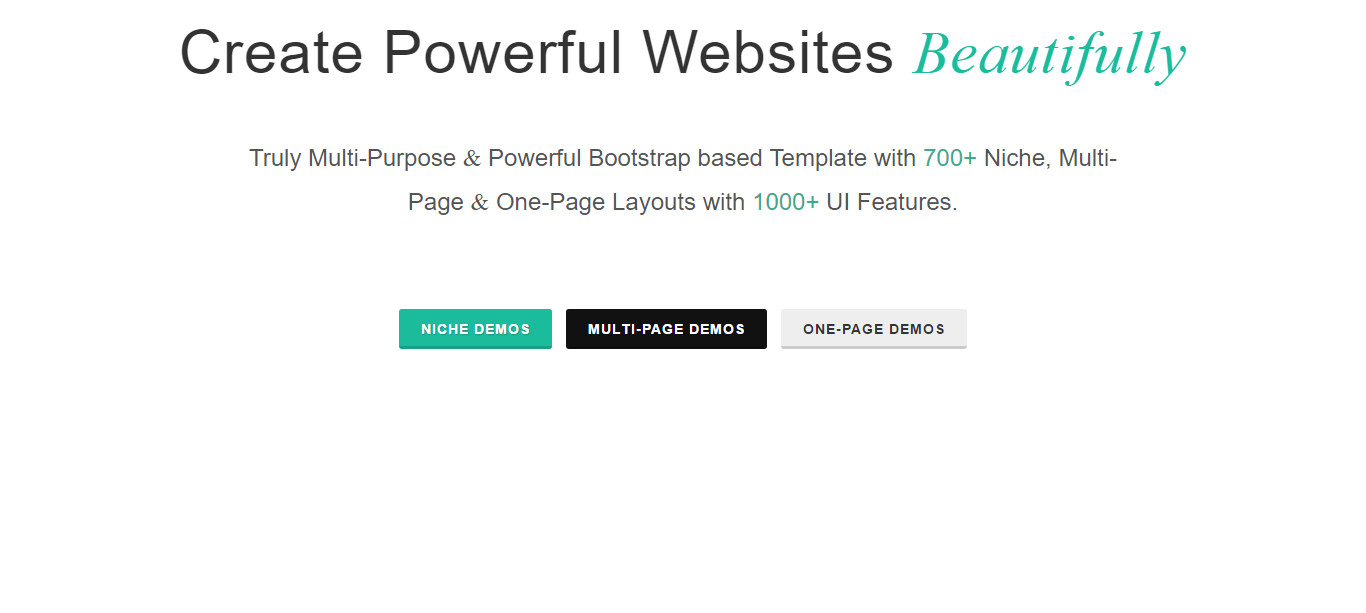 Create Powerful Websites Beautifully
Truly Multi-Purpose & Powerful Bootstrap based Template with 700+ Niche, Multi-
Page & One-Page Layouts with 1000+ UI Features.
NICHE DEMOS MULTI-PAGE DEMOS ONE-PAGE DEMOS